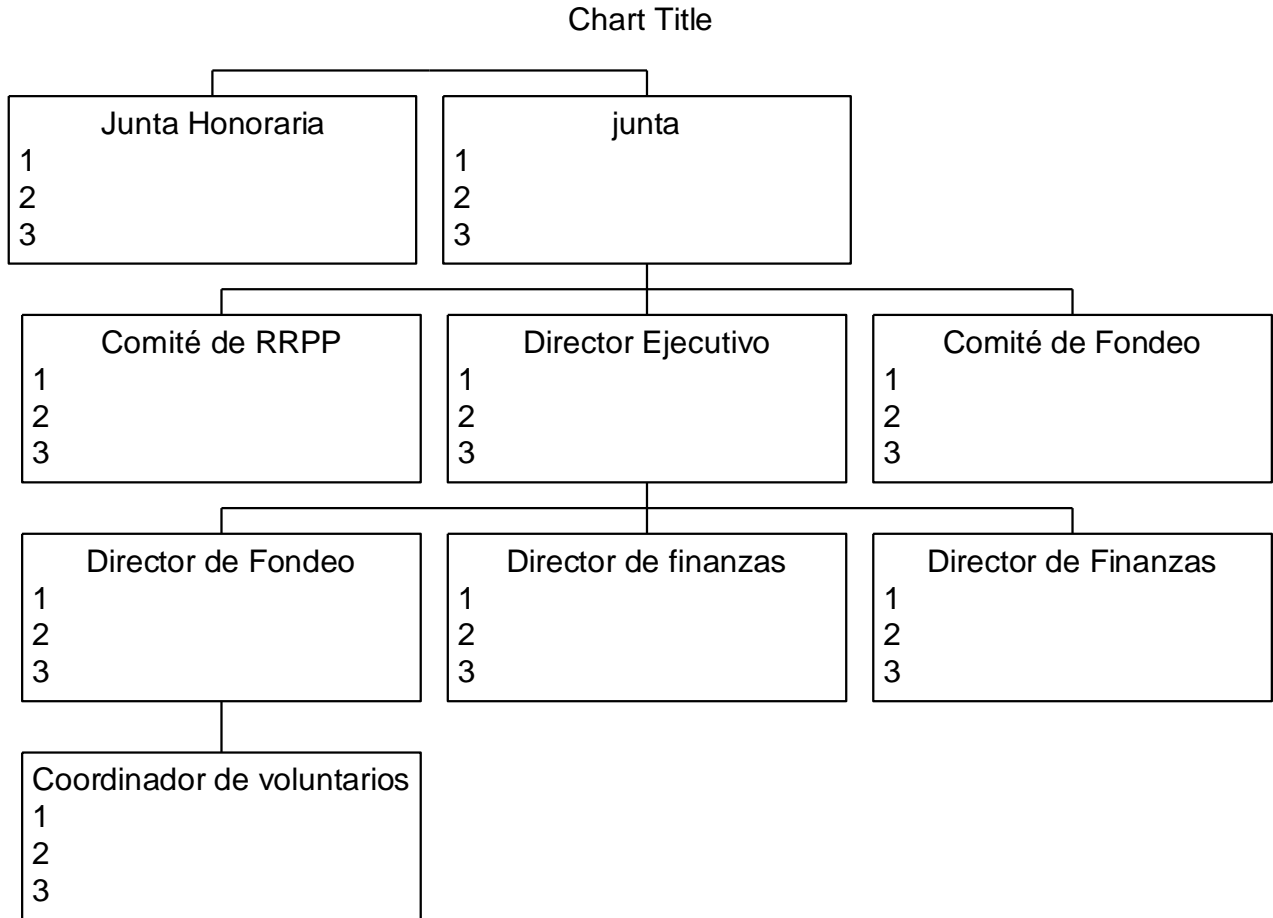 Chart Title
Junta Honoraria
1
2
3
junta
1
2
3
Comité de RRPP
1
2
3
Director Ejecutivo
1
2
3
Comité de Fondeo
1
2
3
Director de Fondeo
1
2
3
Director de finanzas
1
2
3
Director de Finanzas
1
2
3
Coordinador de voluntarios
1
2
3